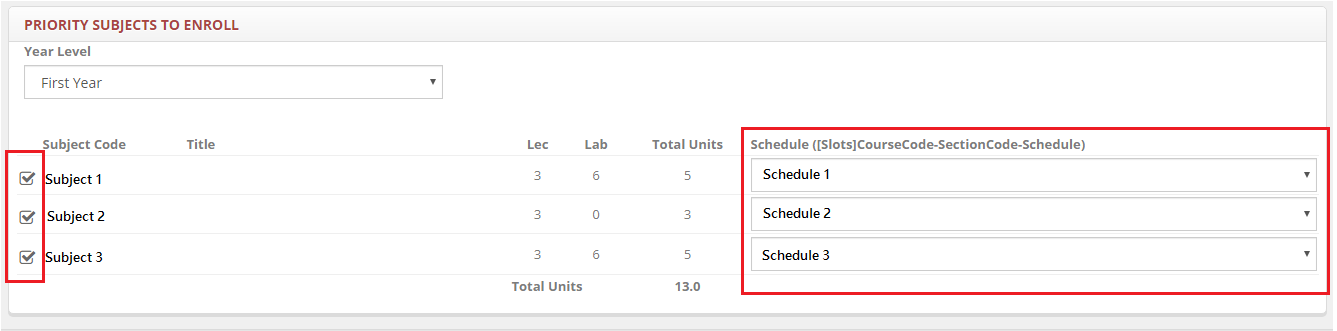 PRIORITY SUBJECTS TO ENROLL
Year Level
First Year
Subject Code Title Lec Lab Total Units Schedule ([Slots]CourseCode-SectionCode-Schedule)
Subject 1 3 6 5 Schedule 1
Subject 2 3 0 3 Schedule 2
Subject 3 3 6 5 Schedule 3
Total Units 13.0